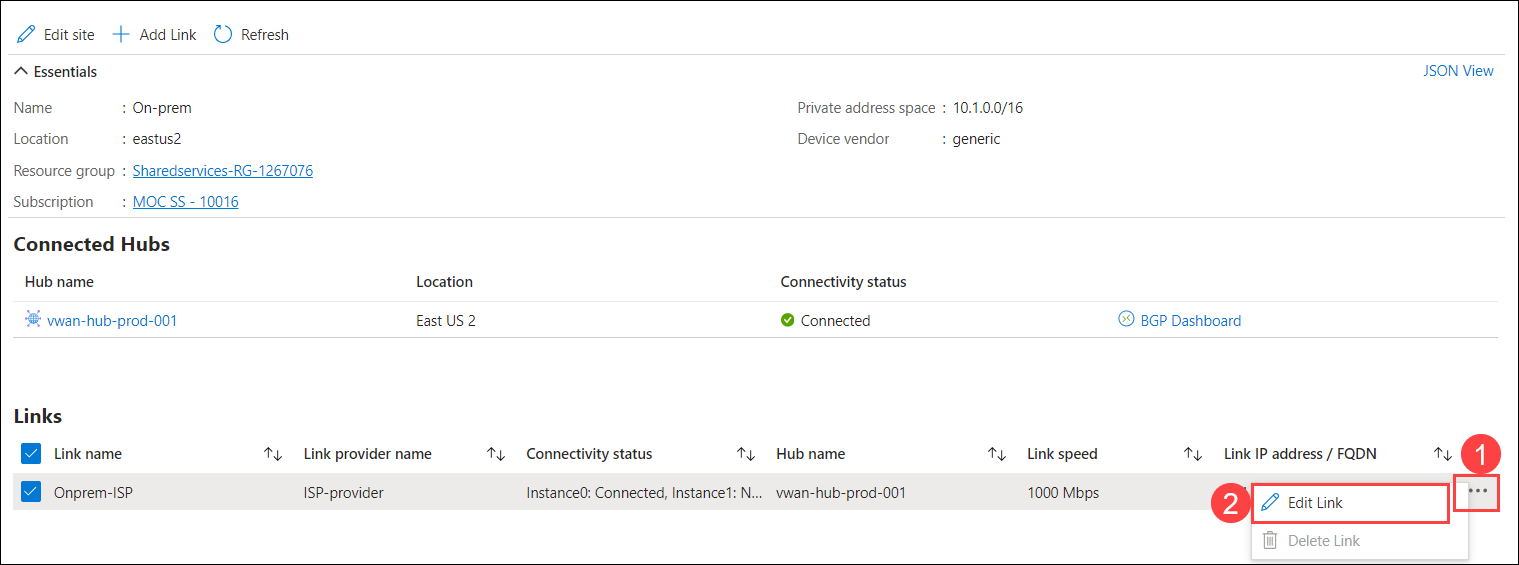 Edit site Add Link Refresh
Essentials JSON View
Name : On-prem Private address space : 10.1.0.0/16
Location : eastus2 Device vendor : generic
Resource group : Sharedservices-RG-1267076
Subscription : MOC SS - 10016
Connected Hubs
Hub name Location Connectivity status
vwan-hub-prod-001 East US 2 Connected BGP Dashboard
Links
Link name Link provider name Connectivity status Hub name Link speed Link IP address / FQDN 1
Onprem-ISP ISP-provider Instance0: Connected, Instance1: N... vwan-hub-prod-001 1000 Mbps ...
2 Edit Link
Delete Link